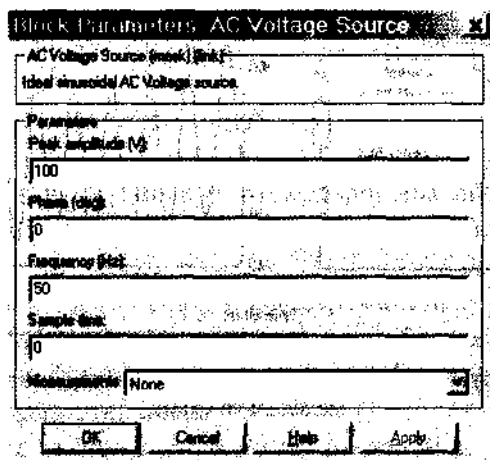 Block Parameters: AC Voltage Source
AC Voltage Source (mask) (link)
Ideal sinusoidal AC Voltage source.
Parameters
Peak amplitude (V):
100
Phase (deg):
0
Frequency (Hz):
50
Sample time:
0
Measurements None
OK Cancel Help Apply